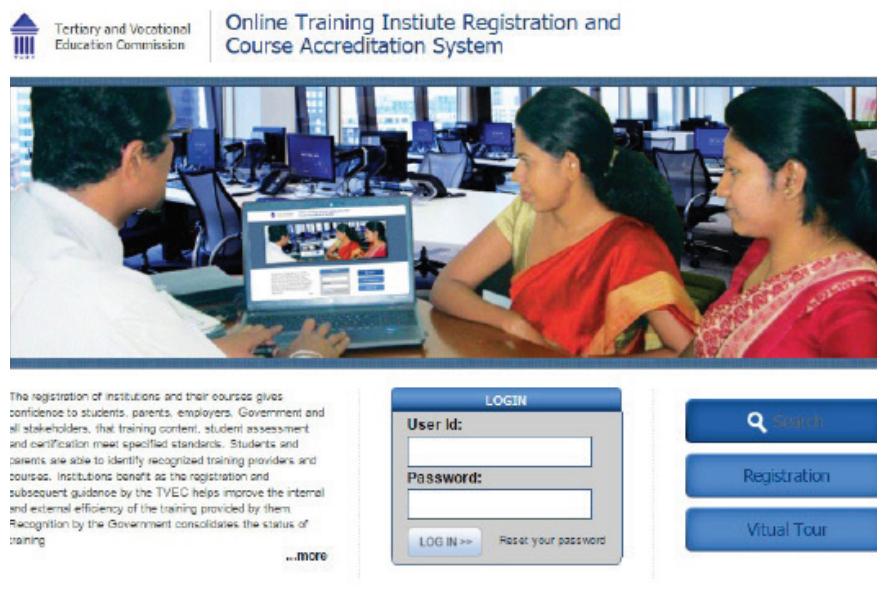 Tertiary and Vocational
Education Commission
Online Training Instiute Registration and
Course Accreditation System
The registration of institutions and their courses gives
confidence to students, parents, employers, Government and
all stakeholders, that training content, student assessment
and certification meet specified standards. Students and
parents are able to identify recognized training providers and
courses. Institutions benefit as the registration and
subsequent guidance by the TVEC helps improve the internal
and external efficiency of the training provided by them.
Recognition by the Government consolidates the status of
training
...more
LOGIN
User Id:
Password:
LOG IN >>
Reset your password
Search
Registration
Vitual Tour